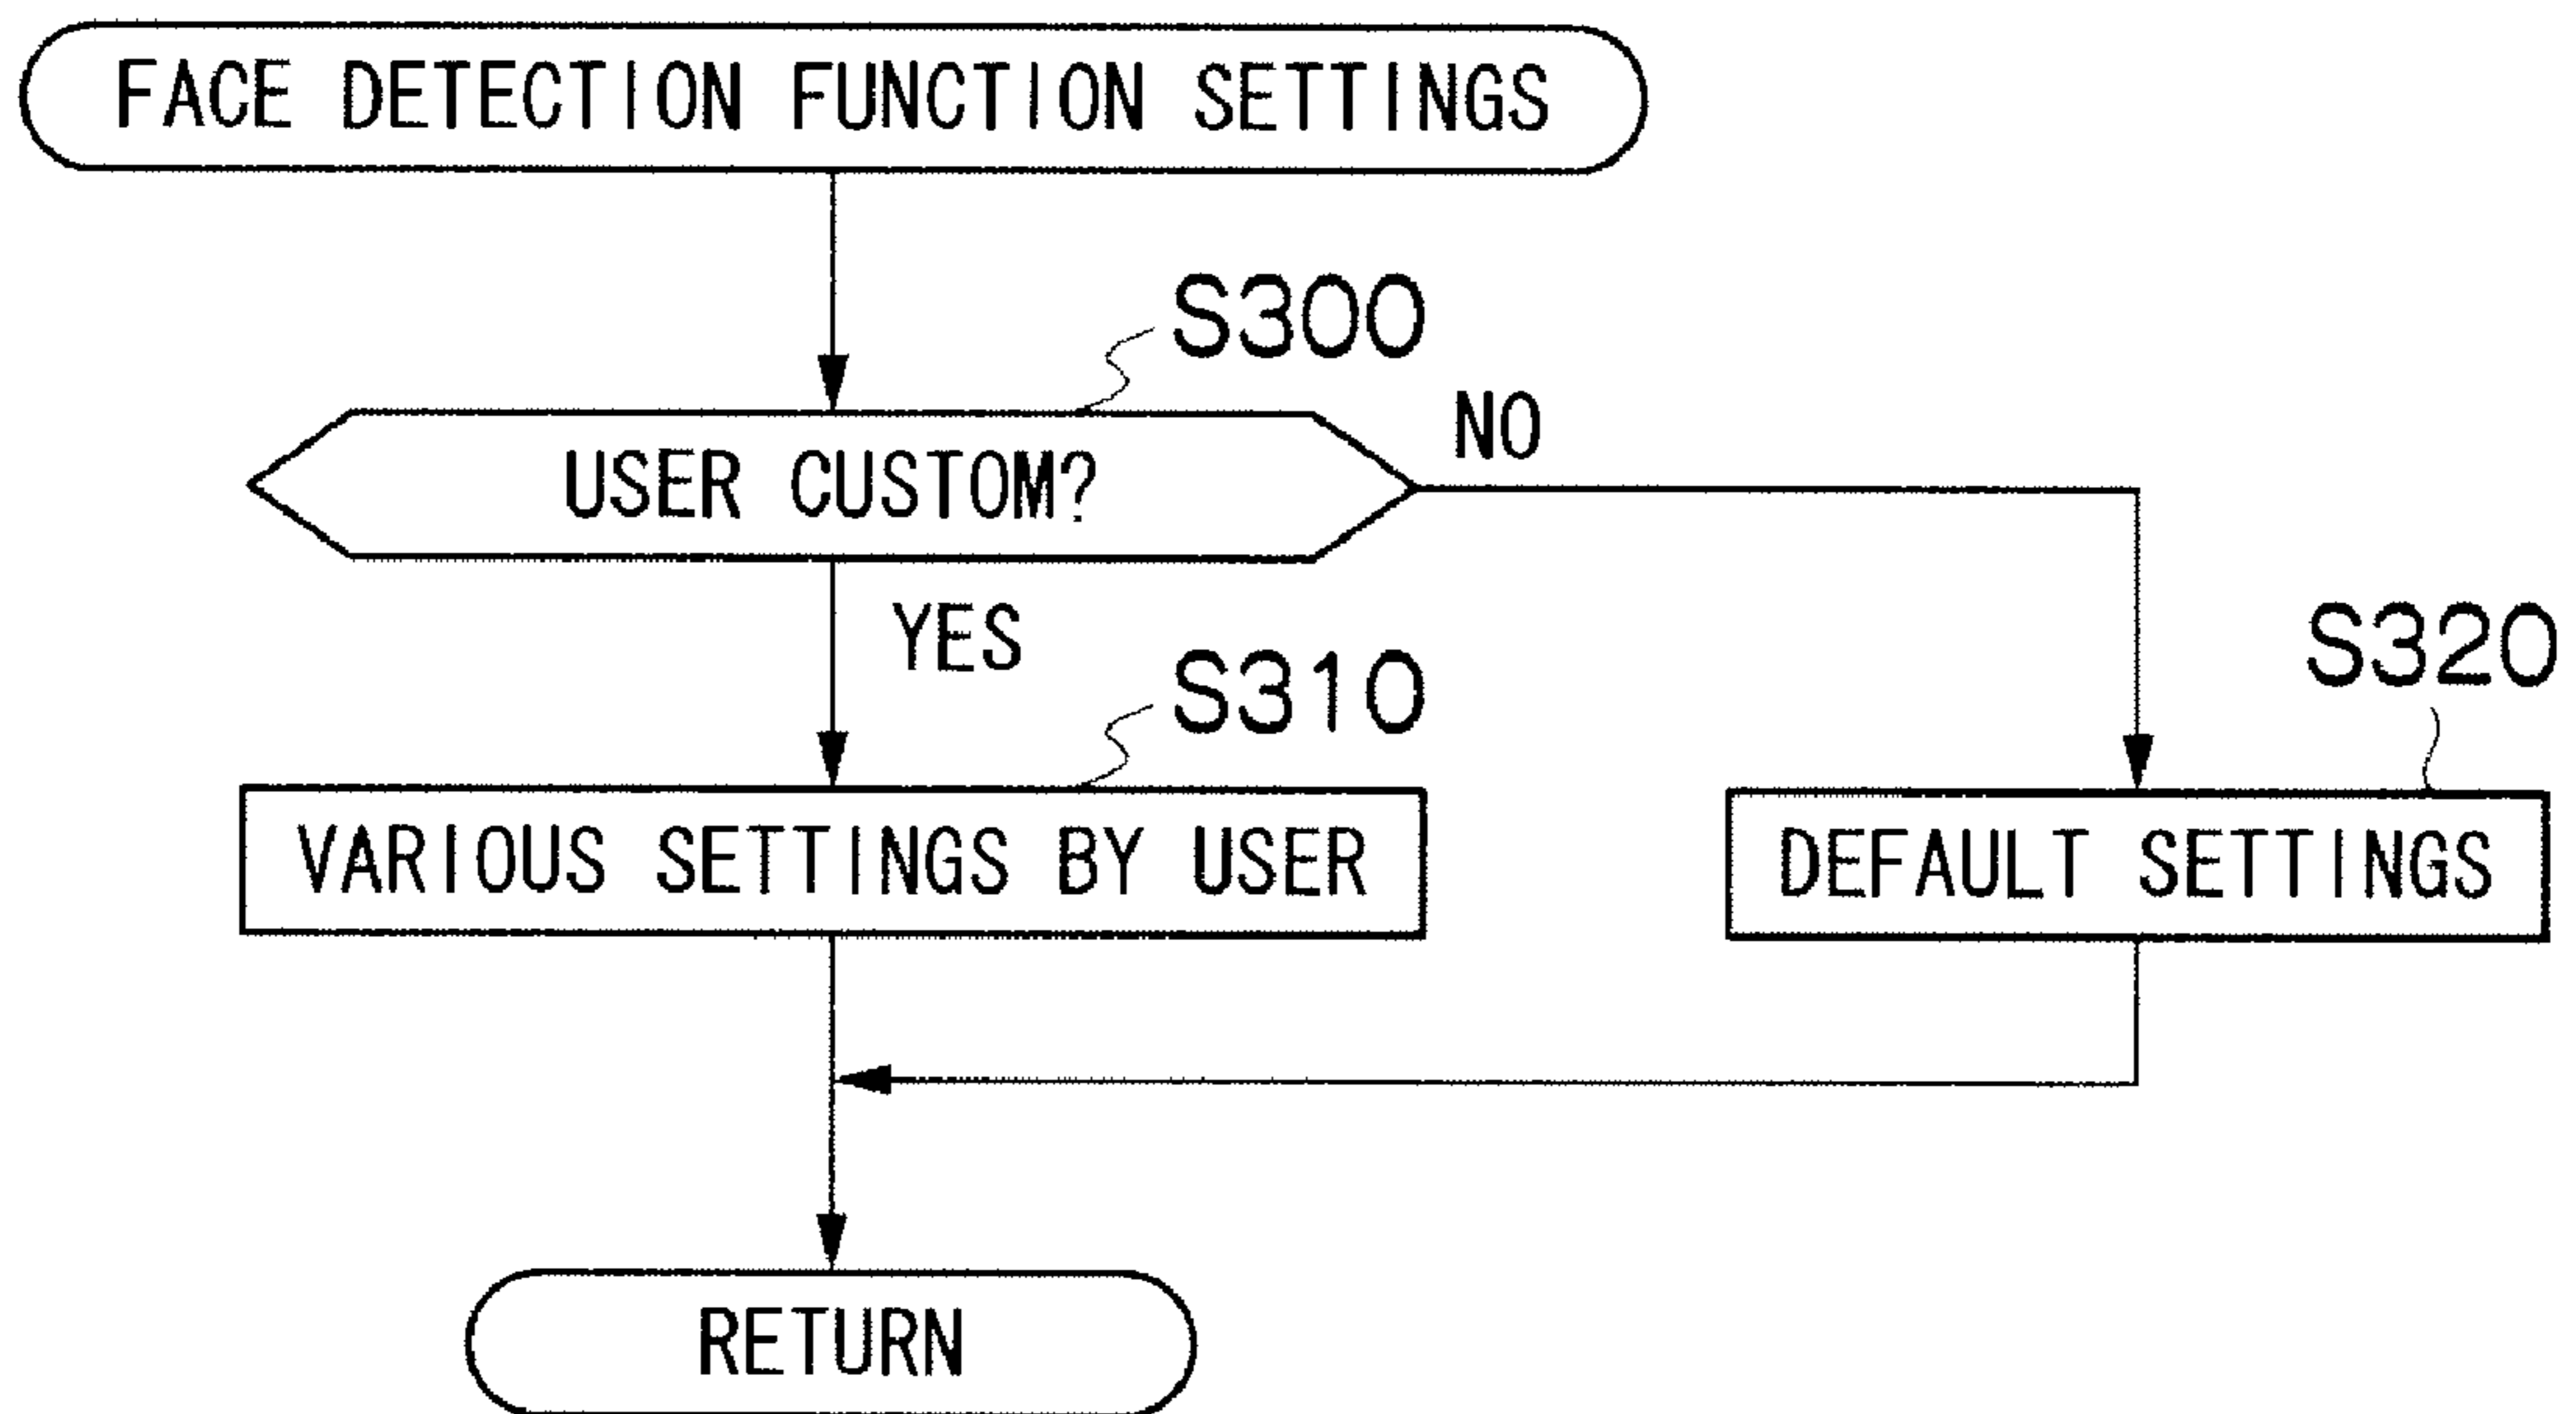 FACE DETECTION FUNCTION SETTINGS
S300
USER CUSTOM?
NO
YES
S310
S320
VARIOUS SETTINGS BY USER
DEFAULT SETTINGS
RETURN